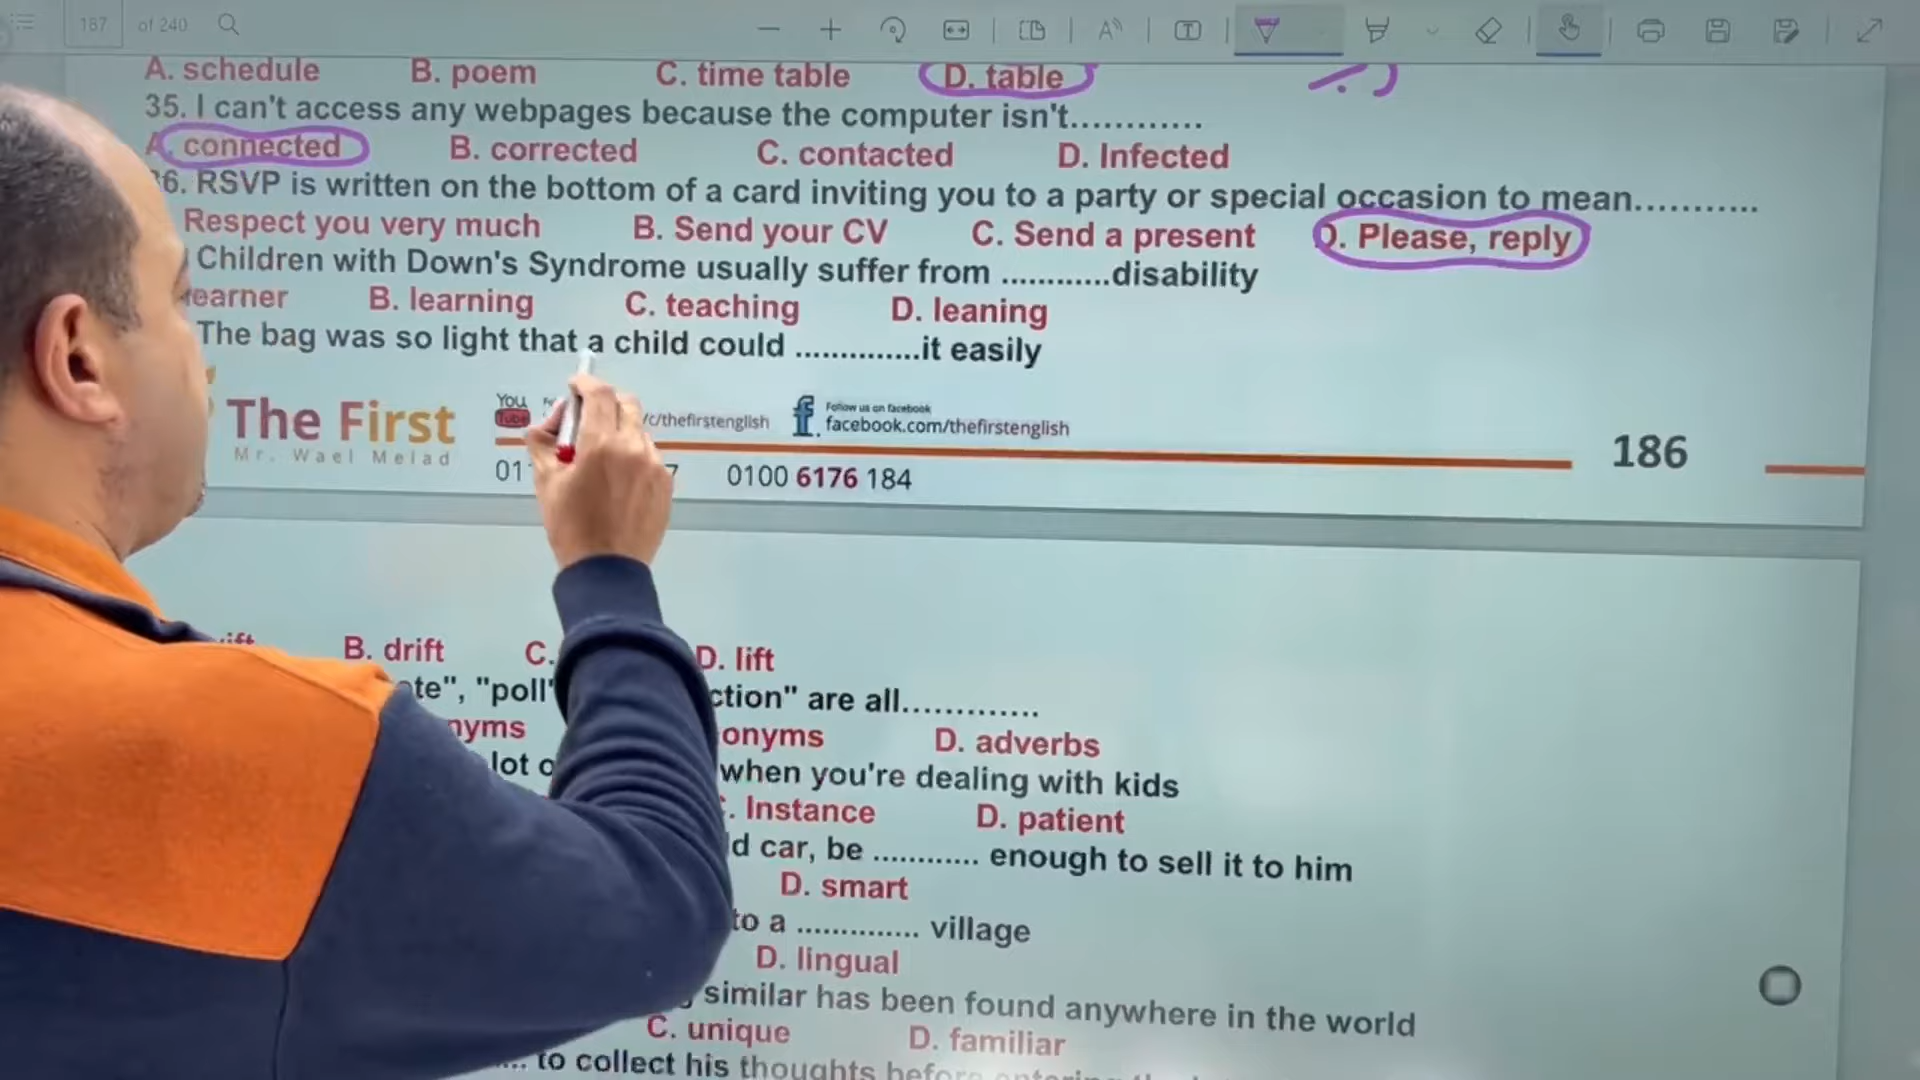 187 of 240
A. schedule B. poem C. time table D. table
35. I can't access any webpages because the computer isn't............
A. connected B. corrected C. contacted D. Infected
6. RSVP is written on the bottom of a card inviting you to a party or special occasion to mean...........
Respect you very much B. Send your CV C. Send a present D. Please, reply
Children with Down's Syndrome usually suffer from ............disability
learner B. learning C. teaching D. leaning
The bag was so light that a child could ..............it easily
The First
Mr. Wael Melad
You Tube
/c/thefirstenglish
Follow us on facebook
facebook.com/thefirstenglish
0100 6176 184
186
B. drift C. D. lift
"poll" are all.............
D. adverbs
lot when you're dealing with kids
C. Instance D. patient
car, be ............ enough to sell it to him
D. smart
to a .............. village
D. lingual
similar has been found anywhere in the world
C. unique D. familiar
to collect his thoughts before